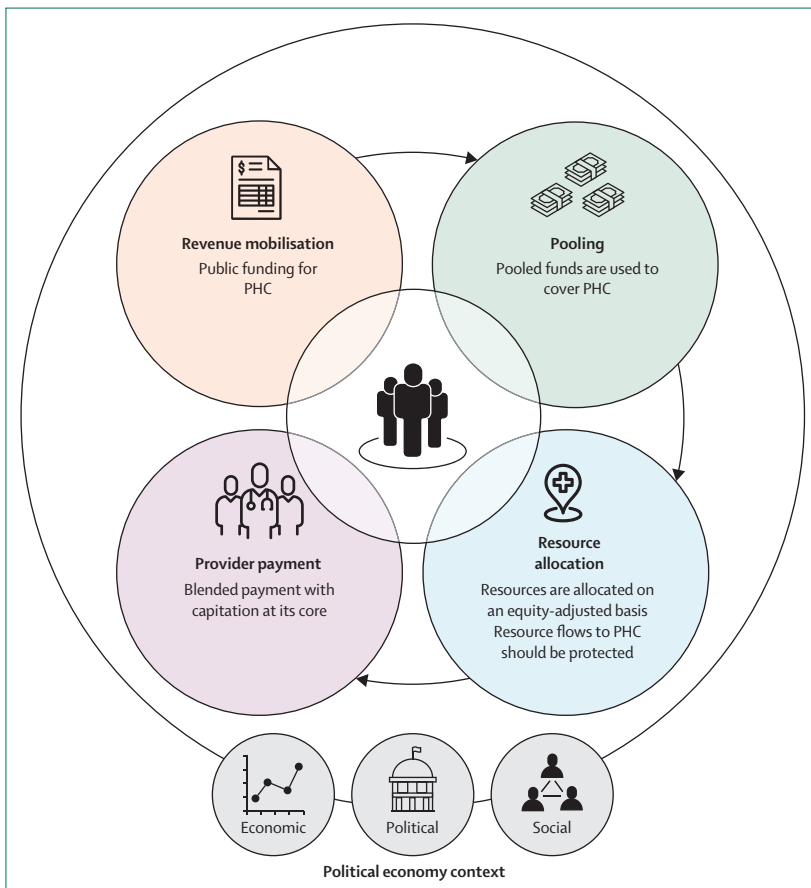 $
Revenue mobilisation
Public funding for
PHC
Pooling
Pooled funds are used to
cover PHC
Provider payment
Blended payment with
capitation at its core
Resource
allocation
Resources are allocated on
an equity-adjusted basis
Resource flows to PHC
should be protected
Economic
Political
Social
Political economy context